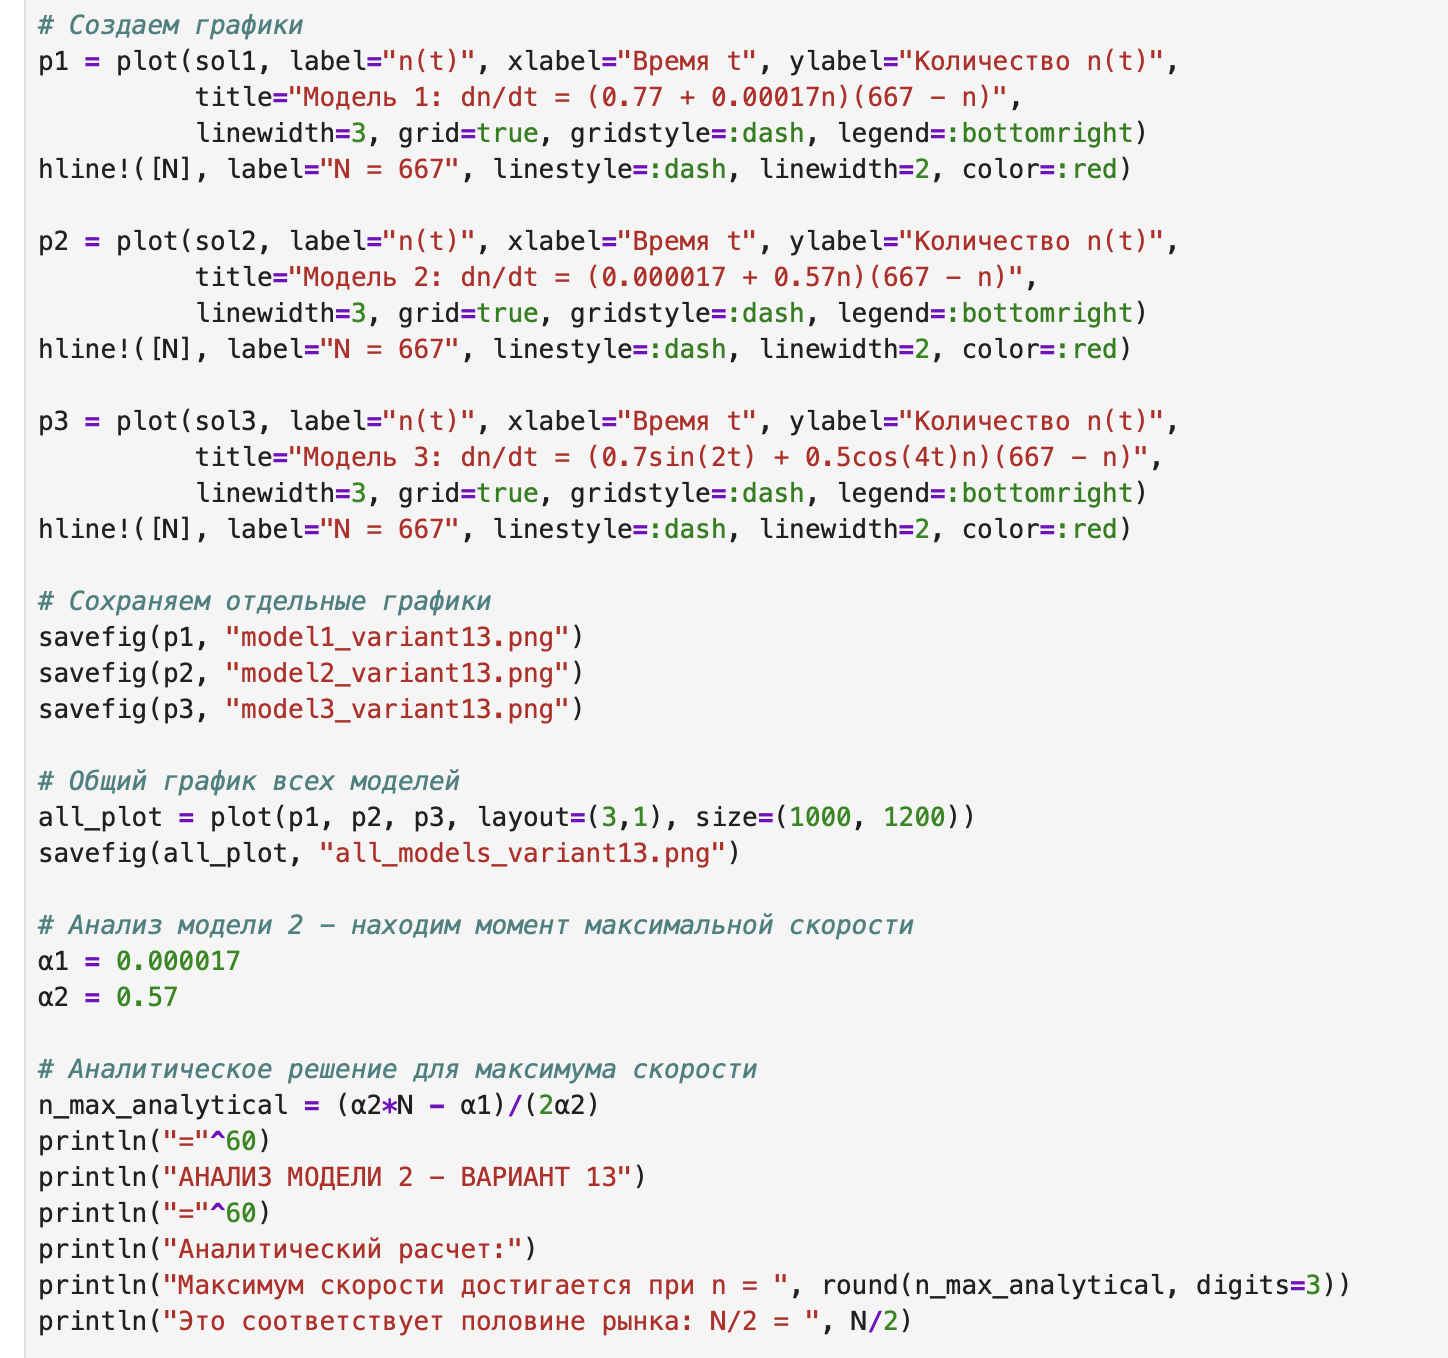 # Создаем графики
p1 = plot(sol1, label="n(t)", xlabel="Время t", ylabel="Количество n(t)",
title="Модель 1: dn/dt = (0.77 + 0.00017n)(667 - n)",
linewidth=3, grid=true, gridstyle=:dash, legend=:bottomright)
hline!([N], label="N = 667", linestyle=:dash, linewidth=2, color=:red)
p2 = plot(sol2, label="n(t)", xlabel="Время t", ylabel="Количество n(t)",
title="Модель 2: dn/dt = (0.000017 + 0.57n)(667 - n)",
linewidth=3, grid=true, gridstyle=:dash, legend=:bottomright)
hline!([N], label="N = 667", linestyle=:dash, linewidth=2, color=:red)
p3 = plot(sol3, label="n(t)", xlabel="Время t", ylabel="Количество n(t)",
title="Модель 3: dn/dt = (0.7sin(2t) + 0.5cos(4t)n)(667 - n)",
linewidth=3, grid=true, gridstyle=:dash, legend=:bottomright)
hline!([N], label="N = 667", linestyle=:dash, linewidth=2, color=:red)
# Сохраняем отдельные графики
savefig(p1, "model1_variant13.png")
savefig(p2, "model2_variant13.png")
savefig(p3, "model3_variant13.png")
# Общий график всех моделей
all_plot = plot(p1, p2, p3, layout=(3,1), size=(1000, 1200))
savefig(all_plot, "all_models_variant13.png")
# Анализ модели 2 - находим момент максимальной скорости
α1 = 0.000017
α2 = 0.57
# Аналитическое решение для максимума скорости
n_max_analytical = (α2*N - α1)/(2α2)
println("="^60)
println("АНАЛИЗ МОДЕЛИ 2 - ВАРИАНТ 13")
println("="^60)
println("Аналитический расчет:")
println("Максимум скорости достигается при n = ", round(n_max_analytical, digits=3))
println("Это соответствует половине рынка: N/2 = ", N/2)